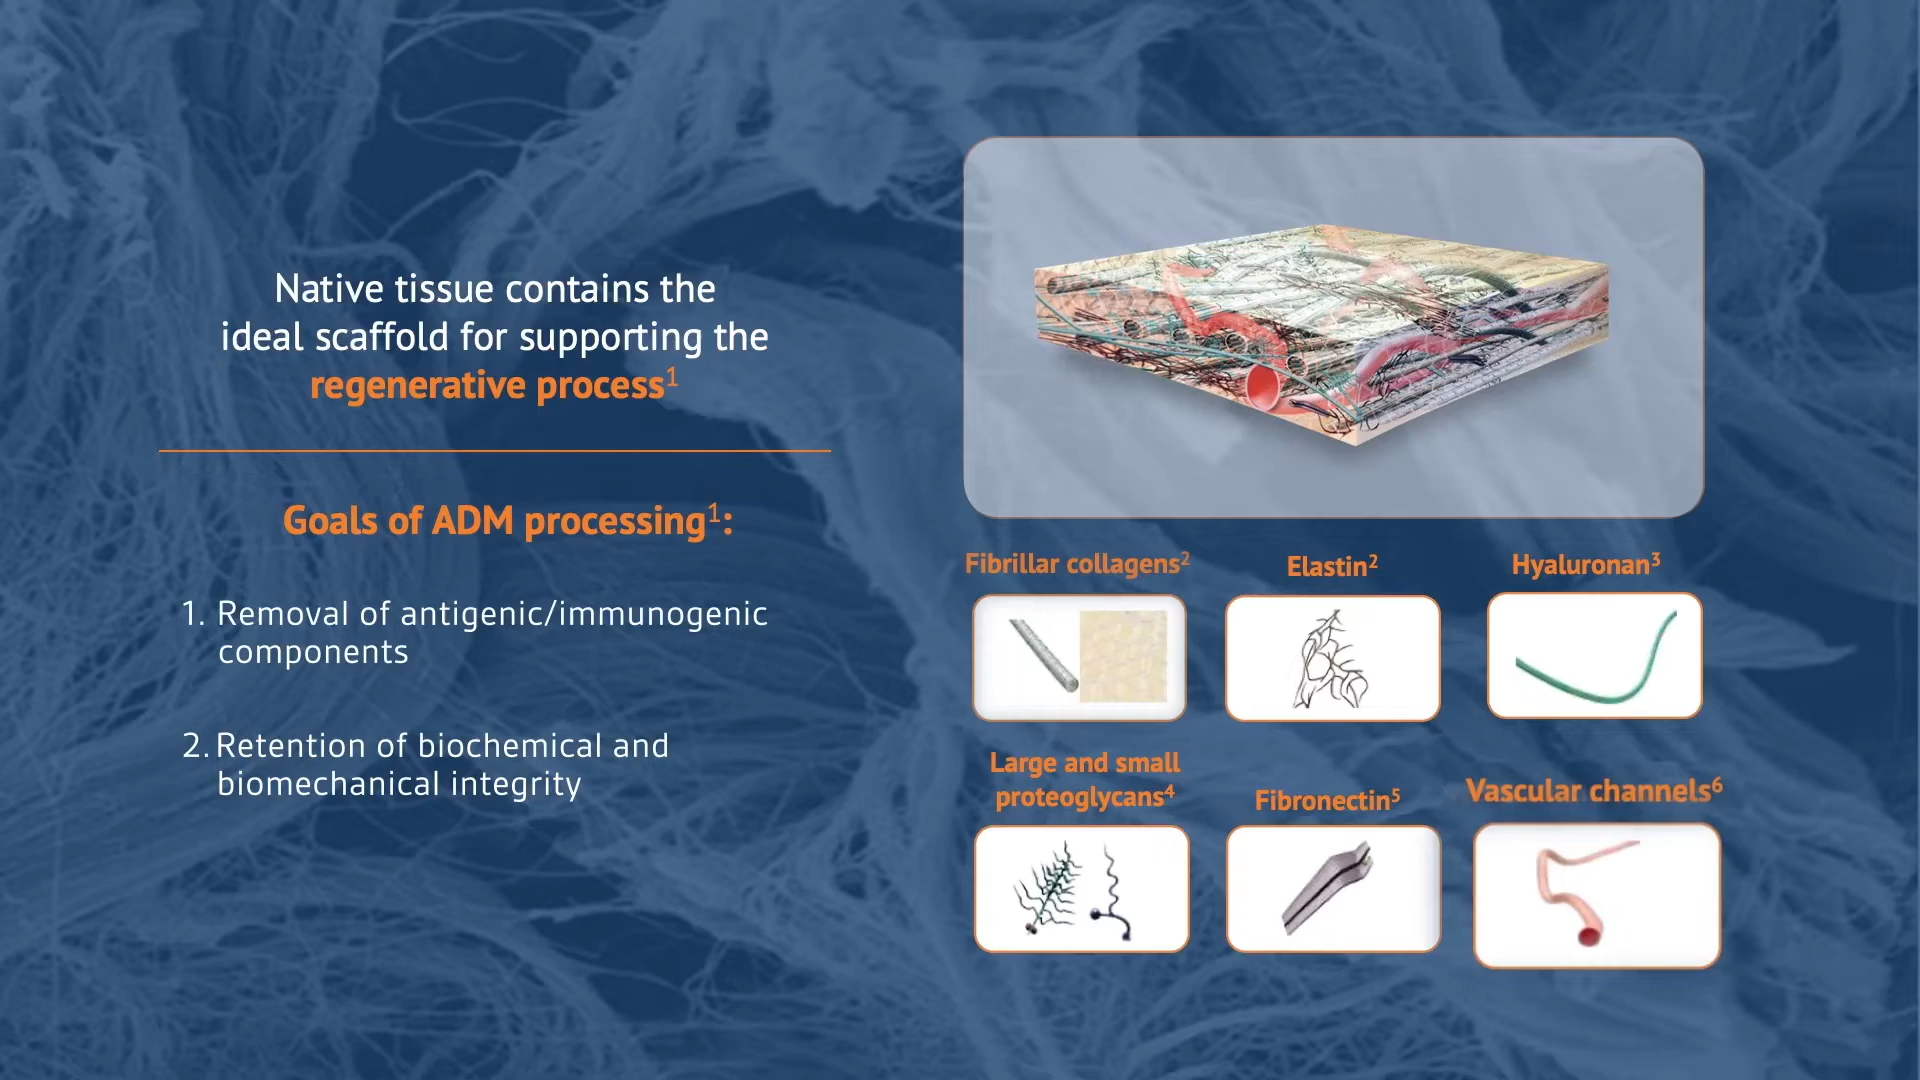 Native tissue contains the
ideal scaffold for supporting the
regenerative process¹
Goals of ADM processing¹:
1. Removal of antigenic/immunogenic
components
2. Retention of biochemical and
biomechanical integrity
Fibrillar collagens²
Elastin²
Hyaluronan³
Large and small
proteoglycans⁴
Fibronectin⁵
Vascular channels⁶